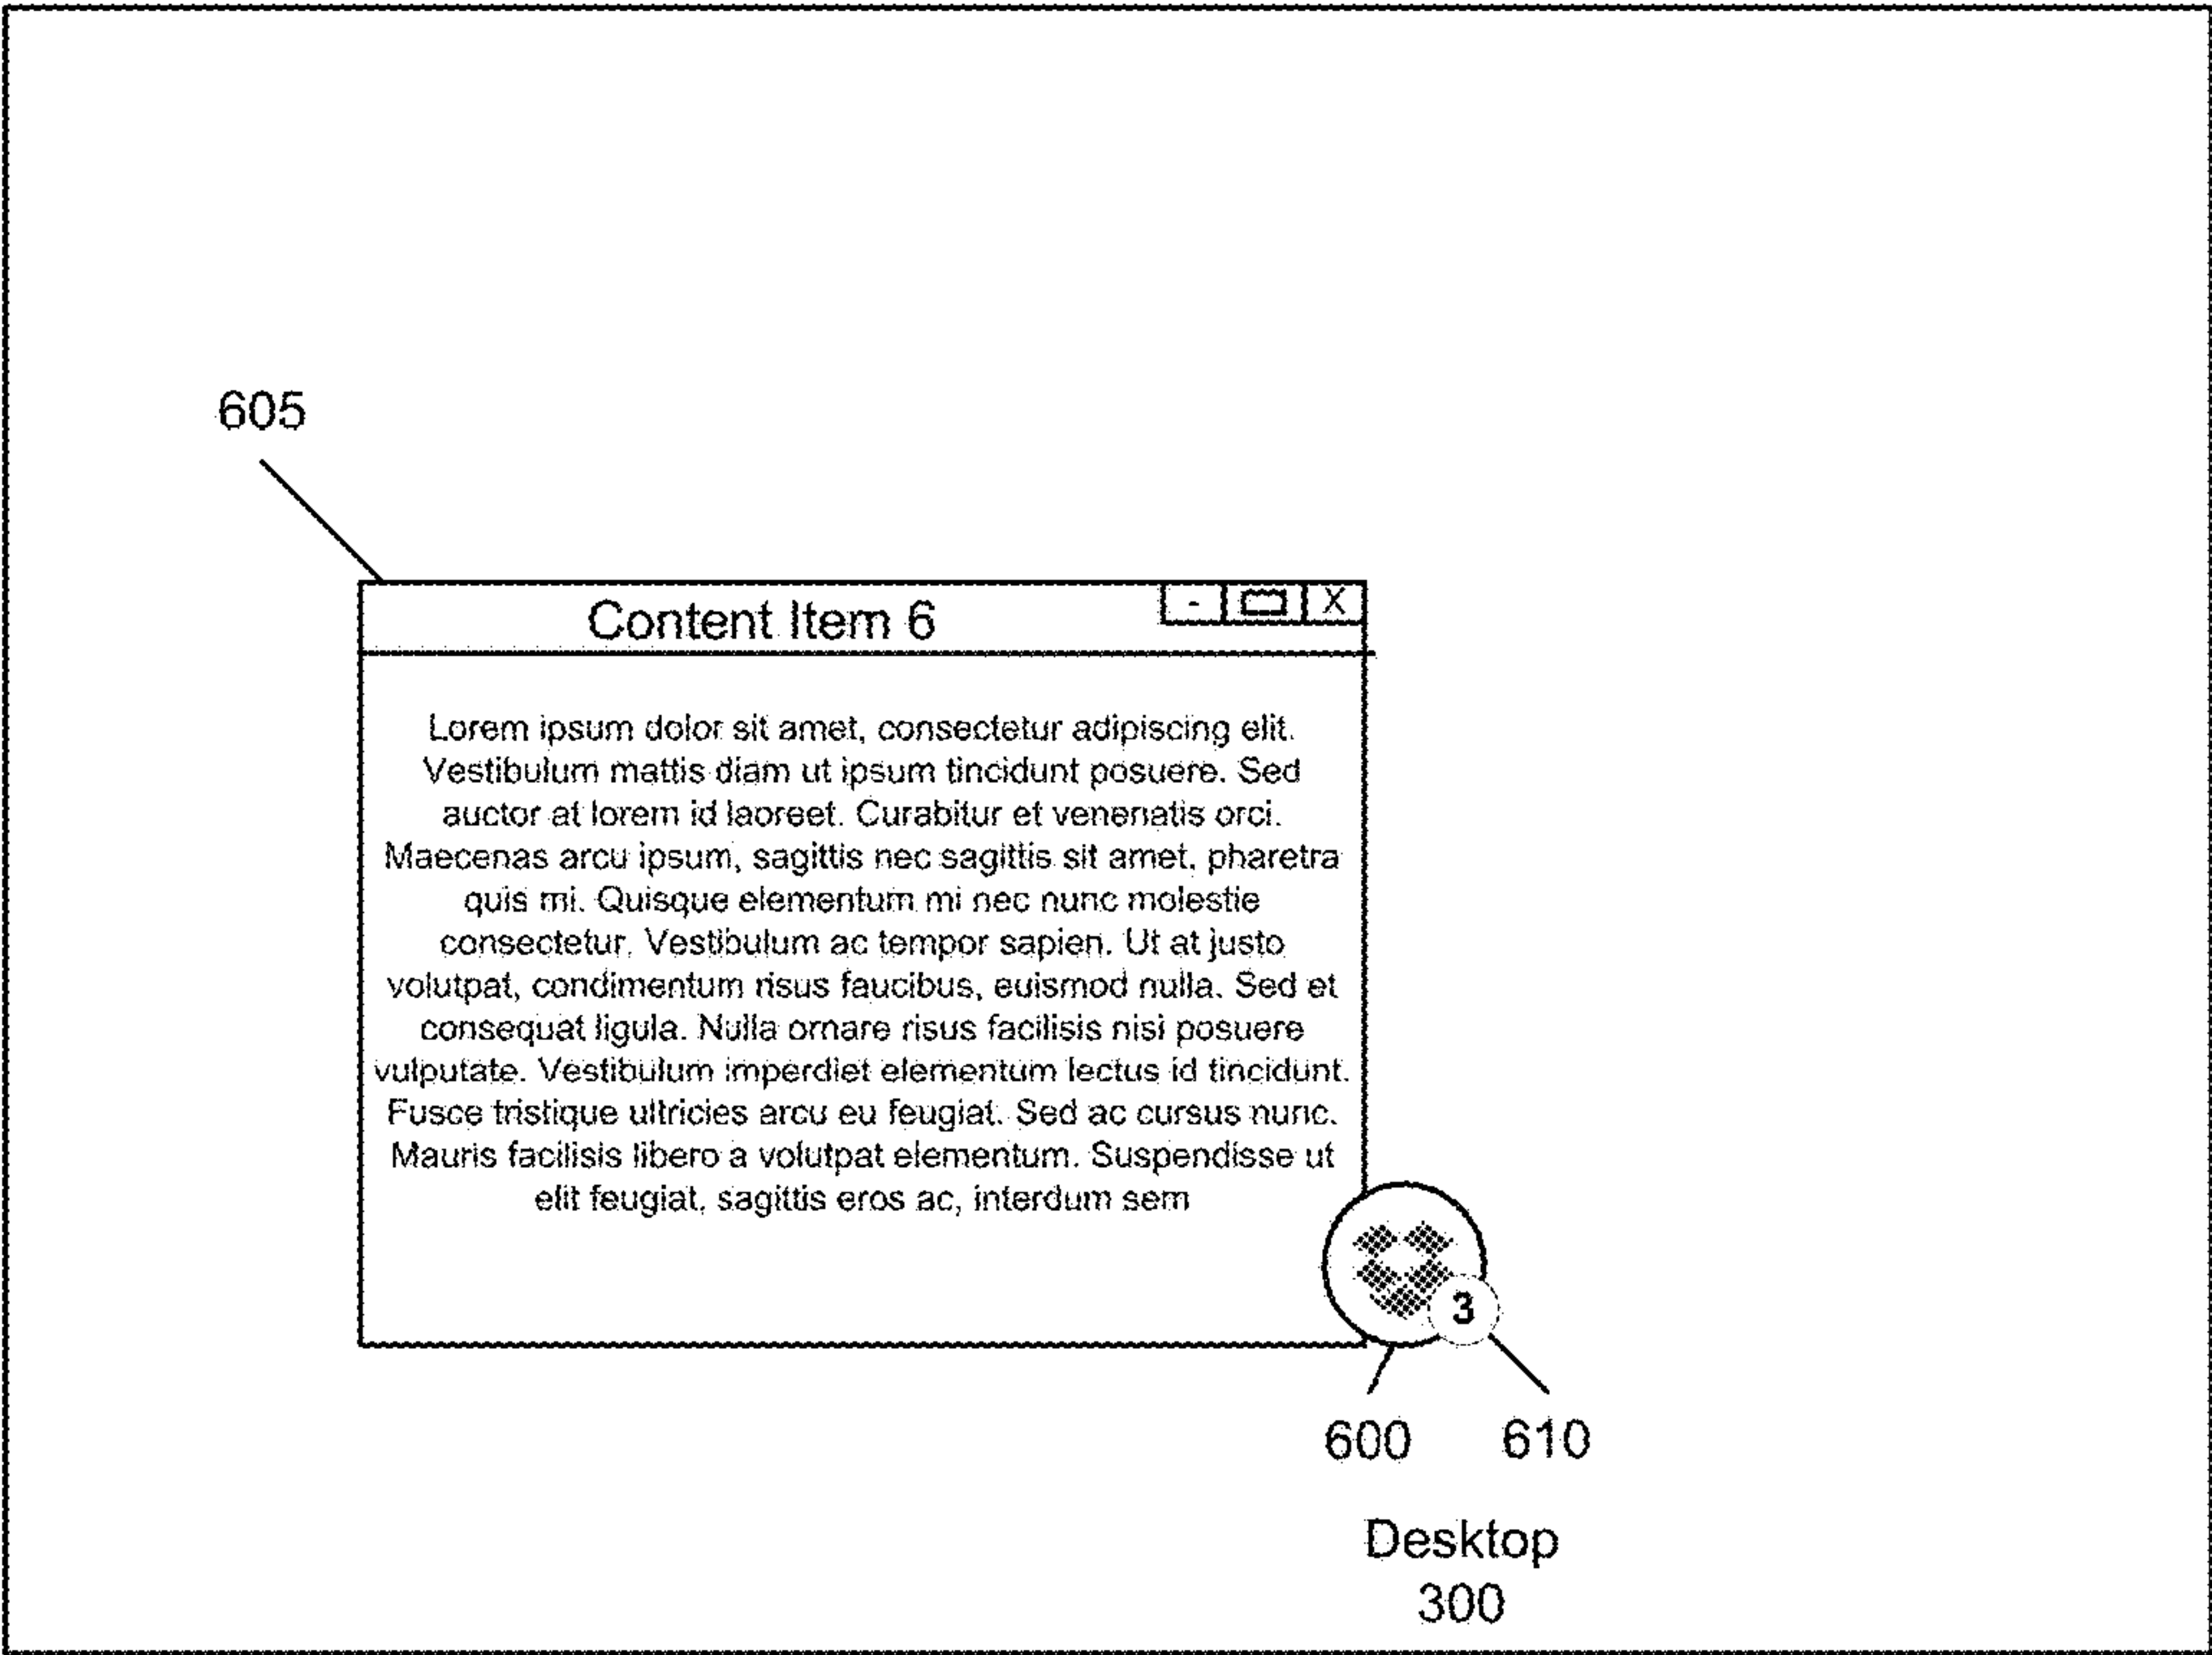 605
Content Item 6
- X
Lorem ipsum dolor sit amet, consectetur adipiscing elit.
Vestibulum mattis diam ut ipsum tincidunt posuere. Sed
auctor at lorem id laoreet. Curabitur et venenatis orci.
Maecenas arcu ipsum, sagittis nec sagittis sit amet, pharetra
quis mi. Quisque elementum mi nec nunc molestie
consectetur. Vestibulum ac tempor sapien. Ut at justo
volutpat, condimentum risus faucibus, euismod nulla. Sed et
consequat ligula. Nulla ornare risus facilisis nisi posuere
vulputate. Vestibulum imperdiet elementum lectus id tincidunt.
Fusce tristique ultricies arcu eu feugiat. Sed ac cursus nunc.
Mauris facilisis libero a volutpat elementum. Suspendisse ut
elit feugiat, sagittis eros ac, interdum sem
3
600 610
Desktop
300